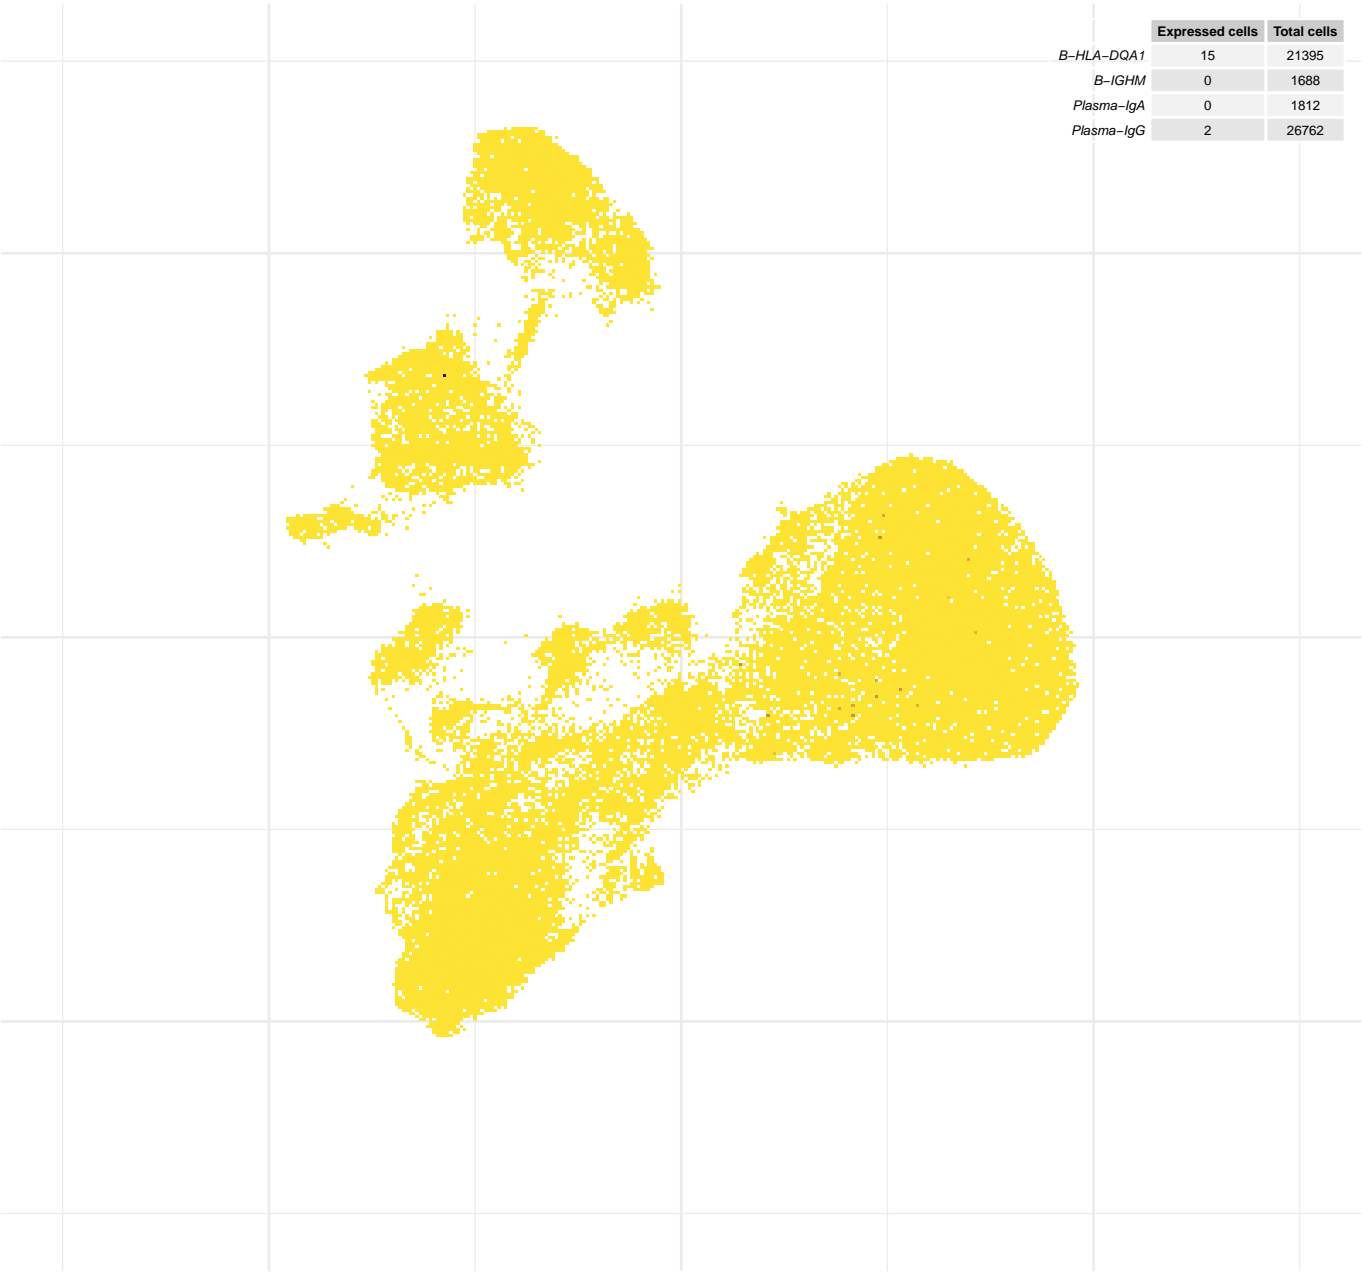 Expressed cells Total cells
B−HLA−DQA1 15 21395
B−IGHM 0 1688
Plasma−IgA 0 1812
Plasma−IgG 2 26762